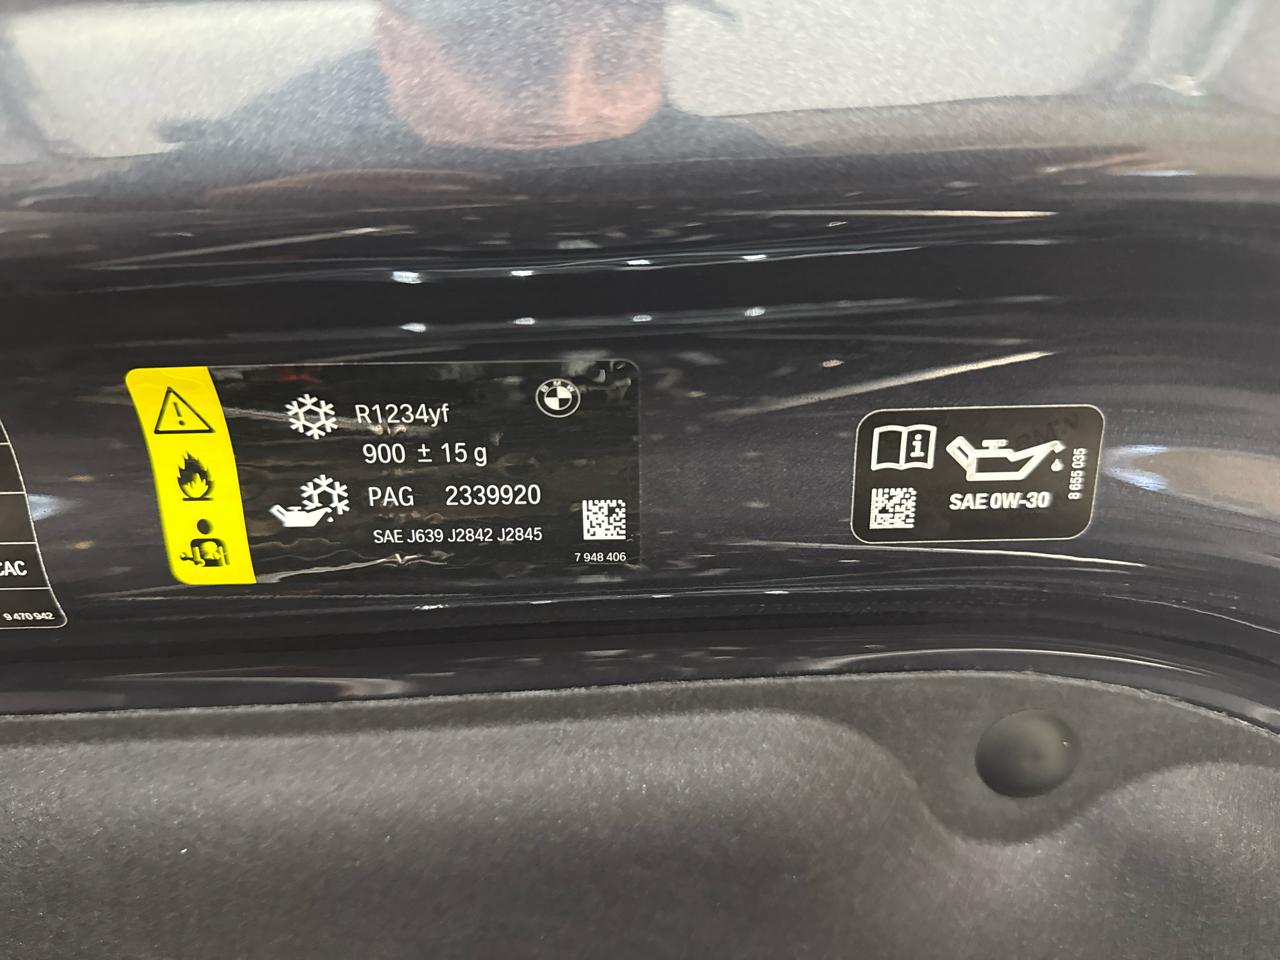 CAC
9 470 942
BMW
R1234yf
900 ± 15 g
PAG 2339920
SAE J639 J2842 J2845
7 948 406
SAE 0W-30
8 655 035